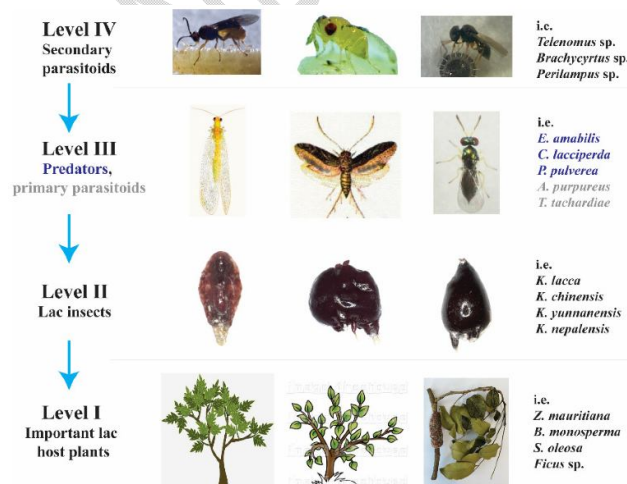 Level IV
Secondary
parasitoids
i.e.
Telenomus sp.
Brachycyrtus sp.
Perilampus sp.
Level III
Predators,
primary parasitoids
i.e.
E. amabilis
C. lacciperda
P. pulverea
A. purpureus
T. tachardiae
Level II
Lac insects
i.e.
K. lacca
K. chinensis
K. yunnanensis
K. nepalensis
Level I
Important lac
host plants
i.e.
Z. mauritiana
B. monosperma
S. oleosa
Ficus sp.